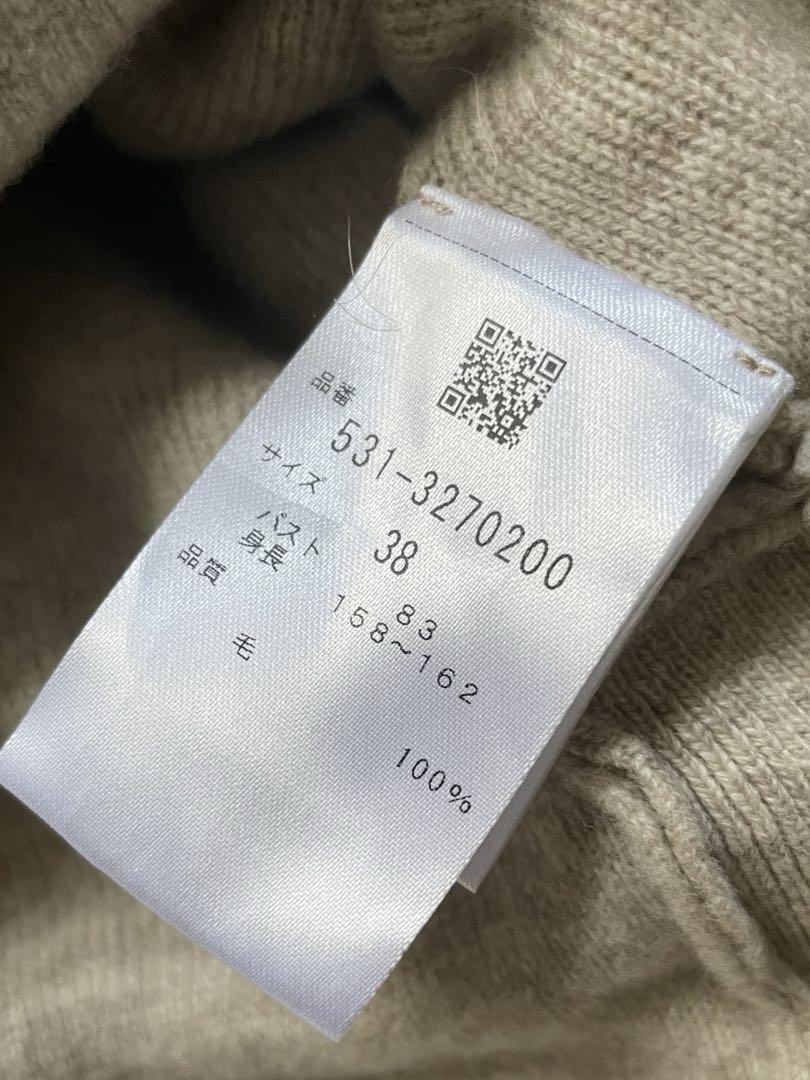 品番
531-3270200
サイズ 38
バスト 83
身長 158〜162
品質
毛 100%